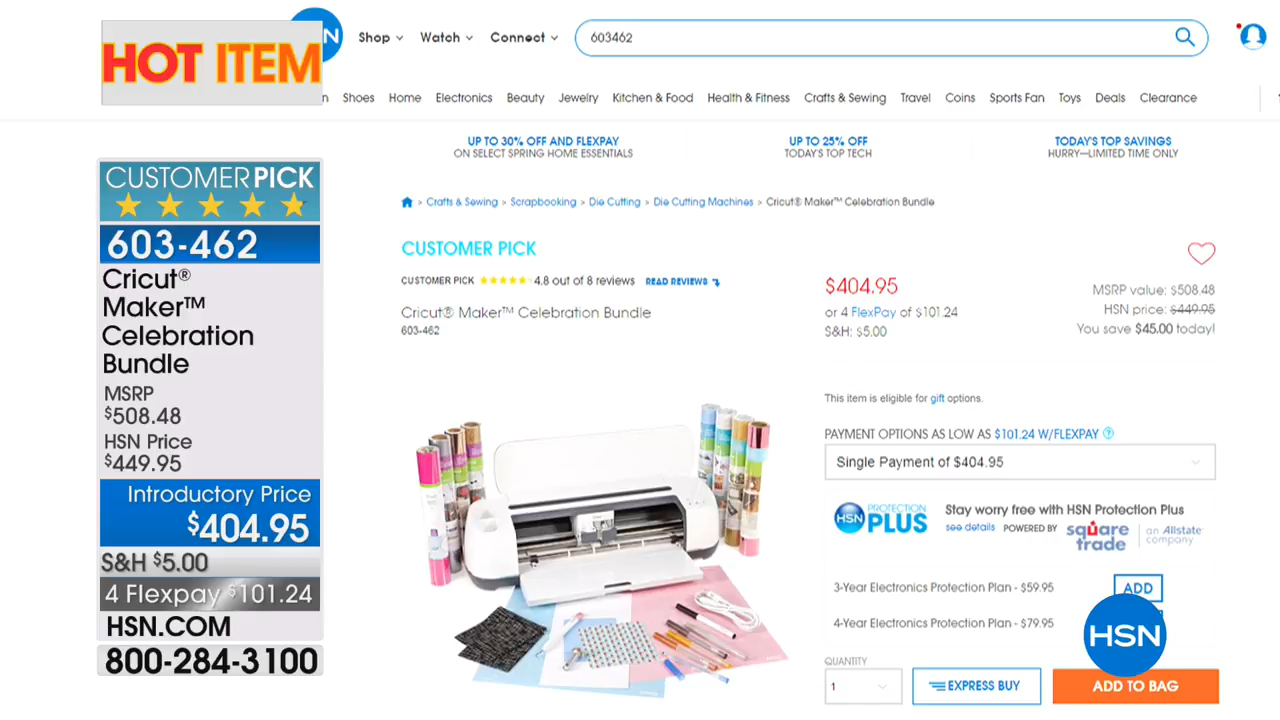 HOT ITEM
N
Shop
Watch
Connect
603462
n
Shoes
Home
Electronics
Beauty
Jewelry
Kitchen & Food
Health & Fitness
Crafts & Sewing
Travel
Coins
Sports Fan
Toys
Deals
Clearance
UP TO 30% OFF AND FLEXPAY
ON SELECT SPRING HOME ESSENTIALS
UP TO 25% OFF
TODAY'S TOP TECH
TODAY'S TOP SAVINGS
HURRY—LIMITED TIME ONLY
CUSTOMER PICK
603-462
Cricut®
Maker™
Celebration
Bundle
MSRP
$508.48
HSN Price
$449.95
Introductory Price
$404.95
S&H $5.00
4 Flexpay $101.24
HSN.COM
800-284-3100
> Crafts & Sewing > Scrapbooking > Die Cutting > Die Cutting Machines > Cricut® Maker™ Celebration Bundle
CUSTOMER PICK
CUSTOMER PICK 4.8 out of 8 reviews READ REVIEWS
Cricut® Maker™ Celebration Bundle
603-462
$404.95
or 4 FlexPay of $101.24
S&H: $5.00
MSRP value: $508.48
HSN price: $449.95
You save $45.00 today!
This item is eligible for gift options.
PAYMENT OPTIONS AS LOW AS $101.24 W/FLEXPAY ?
Single Payment of $404.95
HSN PROTECTION PLUS
Stay worry free with HSN Protection Plus
see details POWERED BY square trade an Allstate company
3-Year Electronics Protection Plan - $59.95
ADD
4-Year Electronics Protection Plan - $79.95
HSN
QUANTITY
1
EXPRESS BUY
ADD TO BAG